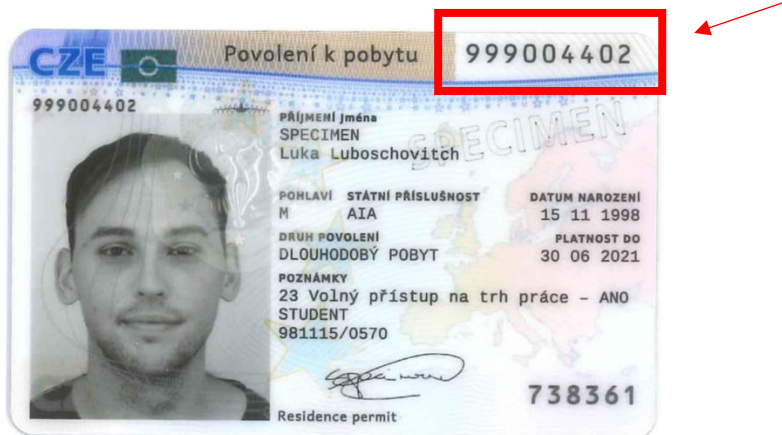 CZE
Povolení k pobytu
999004402
999004402
PŘÍJMENÍ Jména
SPECIMEN
SPECIMEN
Luka Luboschovitch
POHLAVÍ STÁTNÍ PŘÍSLUŠNOST DATUM NAROZENÍ
M AIA 15 11 1998
DRUH POVOLENÍ PLATNOST DO
DLOUHODOBÝ POBYT 30 06 2021
POZNÁMKY
23 Volný přístup na trh práce – ANO
STUDENT
981115/0570
738361
Residence permit